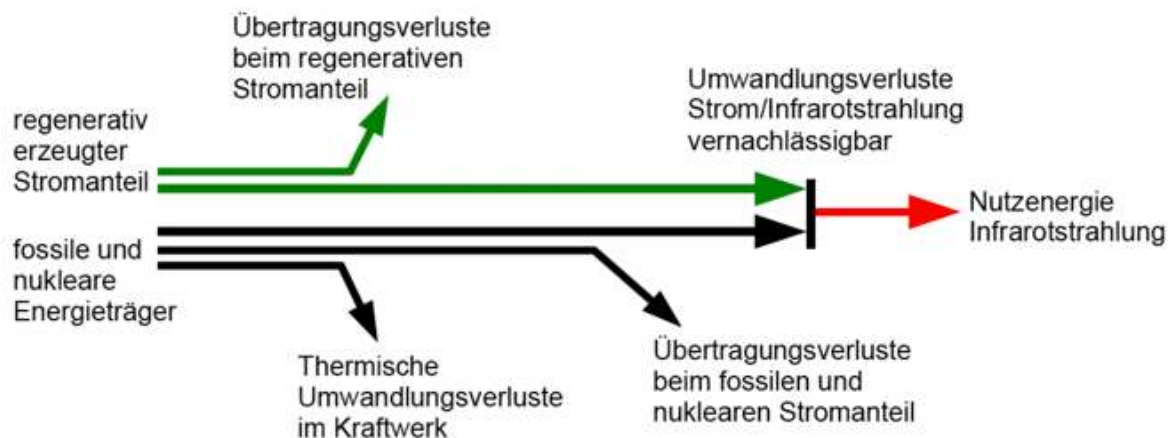 Übertragungsverluste
beim regenerativen
Stromanteil
Umwandlungsverluste
Strom/Infrarotstrahlung
vernachlässigbar
regenerativ
erzeugter
Stromanteil
Nutzenergie
Infrarotstrahlung
fossile und
nukleare
Energieträger
Thermische
Umwandlungsverluste
im Kraftwerk
Übertragungsverluste
beim fossilen und
nuklearen Stromanteil